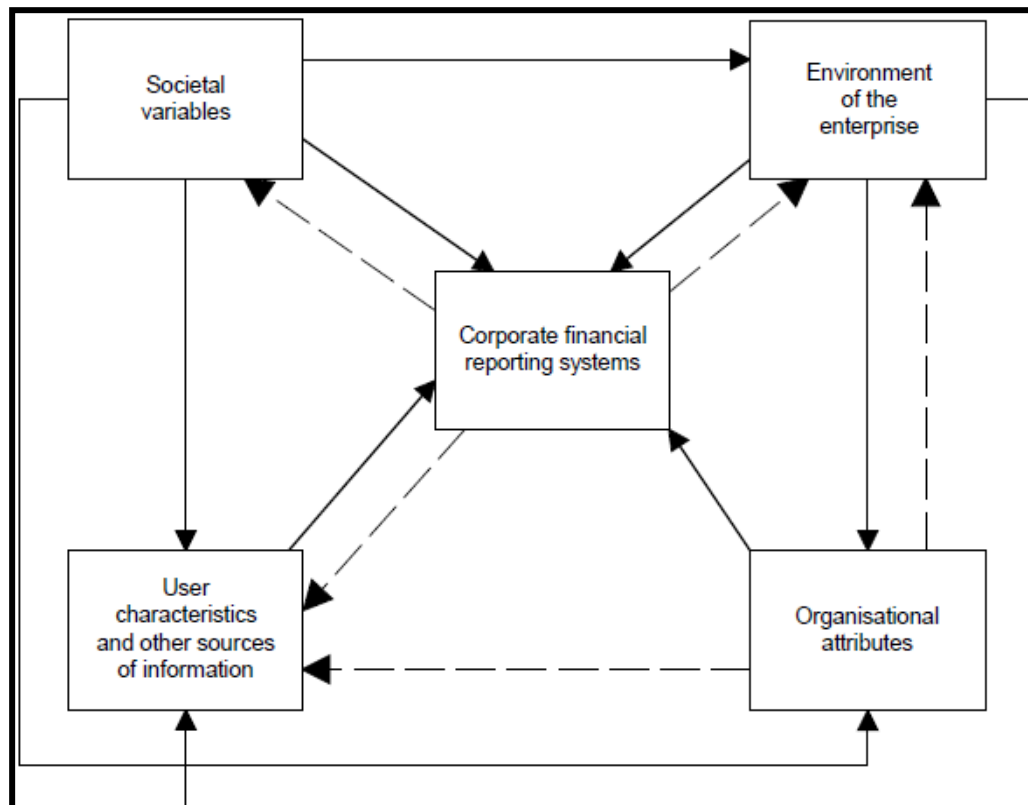 Societal
variables
Environment
of the
enterprise
Corporate financial
reporting systems
User
characteristics
and other sources
of information
Organisational
attributes